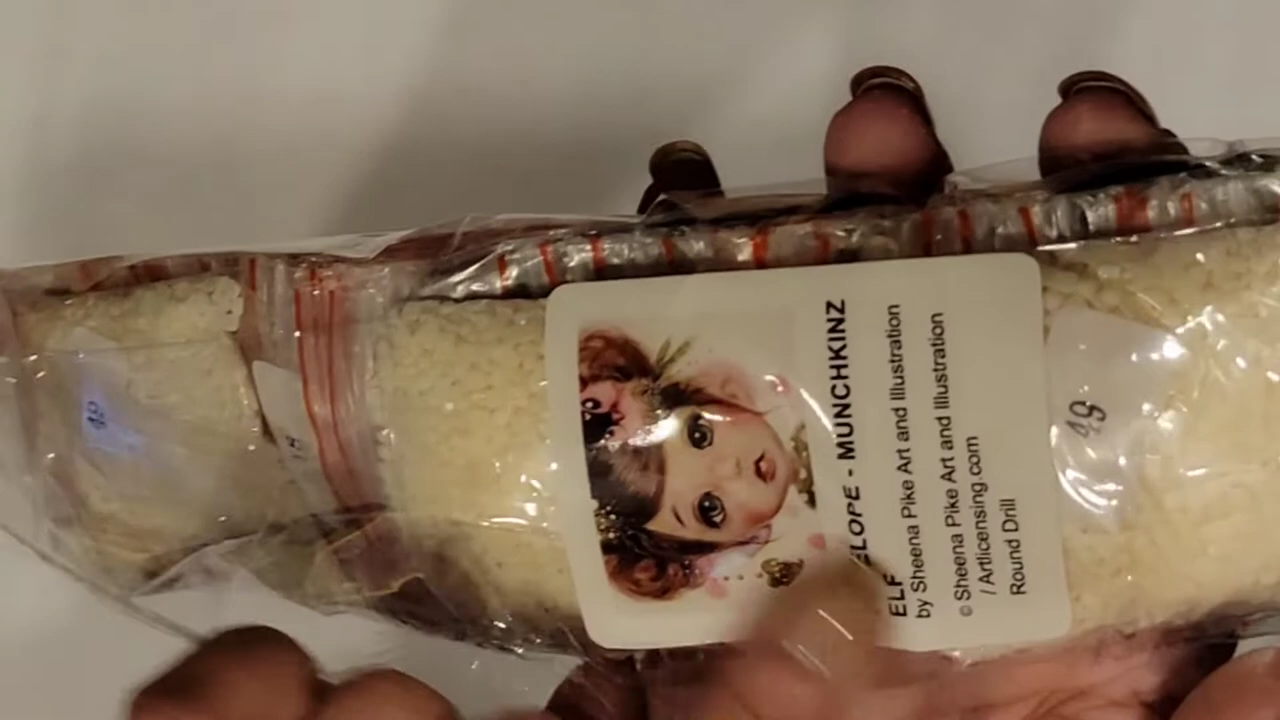 ELF
ELOPE - MUNCHKINZ
by Sheena Pike Art and Illustration
© Sheena Pike Art and Illustration
/ Artlicensing.com
Round Drill
49